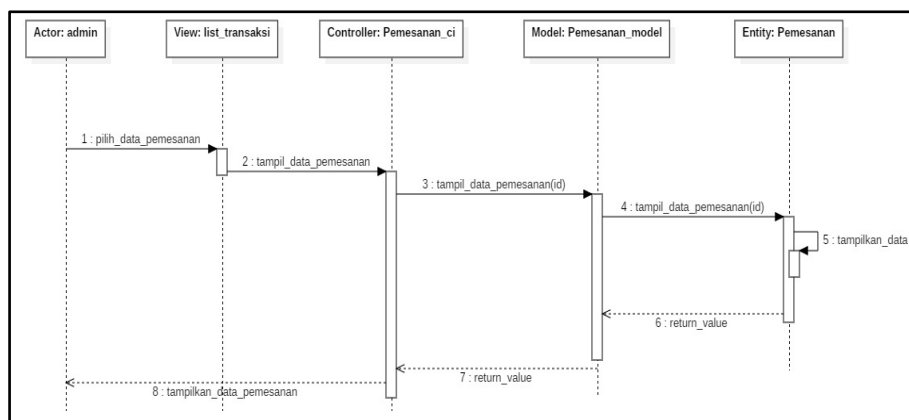 Actor: admin
View: list_transaksi
Controller: Pemesanan_ci
Model: Pemesanan_model
Entity: Pemesanan
1 : pilih_data_pemesanan
2 : tampil_data_pemesanan
3 : tampil_data_pemesanan(id)
4 : tampil_data_pemesanan(id)
5 : tampilkan_data
6 : return_value
7 : return_value
8 : tampilkan_data_pemesanan